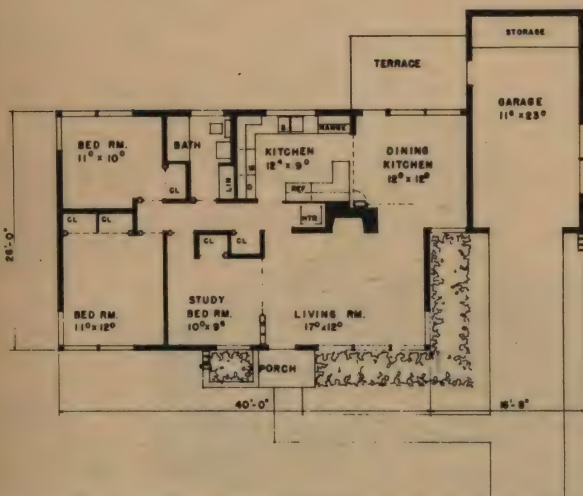 STORAGE
TERRACE
GARAGE
11⁰ x 23⁰
BED RM.
11⁰ x 10⁰
BATH
S
RANGE
KITCHEN
12⁴ x 9⁰
DINING
KITCHEN
12⁰ x 12⁰
CL
LIN
REF.
HTR
CL
CL
CL
CL
26'-0"
BED RM.
11⁰ x 12⁰
STUDY
BED RM.
10⁰ x 9⁶
LIVING RM.
17⁰ x 12⁰
PORCH
40'-0"
16'-8"